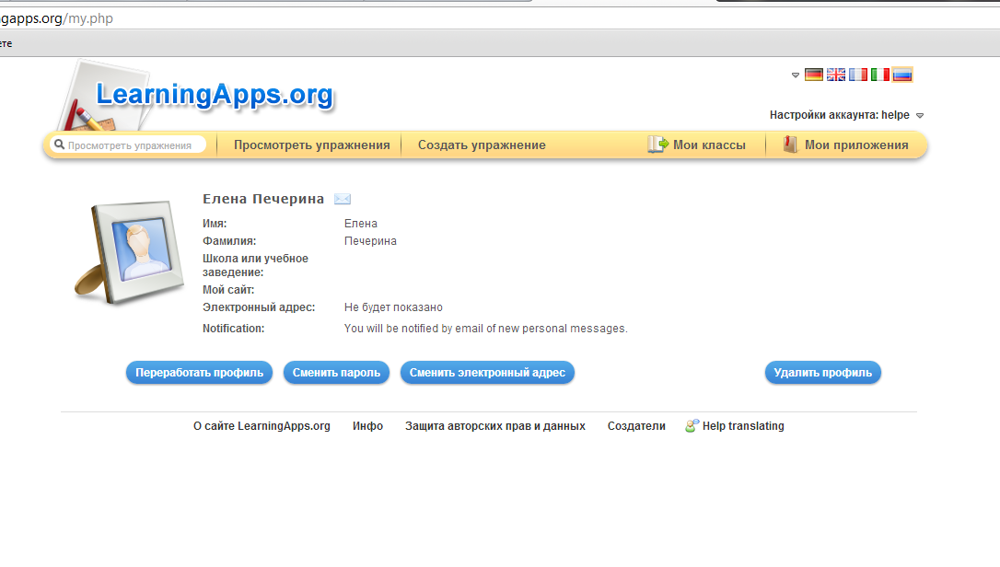 gapps.org/my.php
ете
LearningApps.org
Настройки аккаунта: helpe
Просмотреть упражнения
Просмотреть упражнения
Создать упражнение
Мои классы
Мои приложения
Елена Печерина
Имя: Елена
Фамилия: Печерина
Школа или учебное
заведение:
Мой сайт:
Электронный адрес: Не будет показано
Notification: You will be notified by email of new personal messages.
Переработать профиль Сменить пароль Сменить электронный адрес Удалить профиль
О сайте LearningApps.org Инфо Защита авторских прав и данных Создатели Help translating